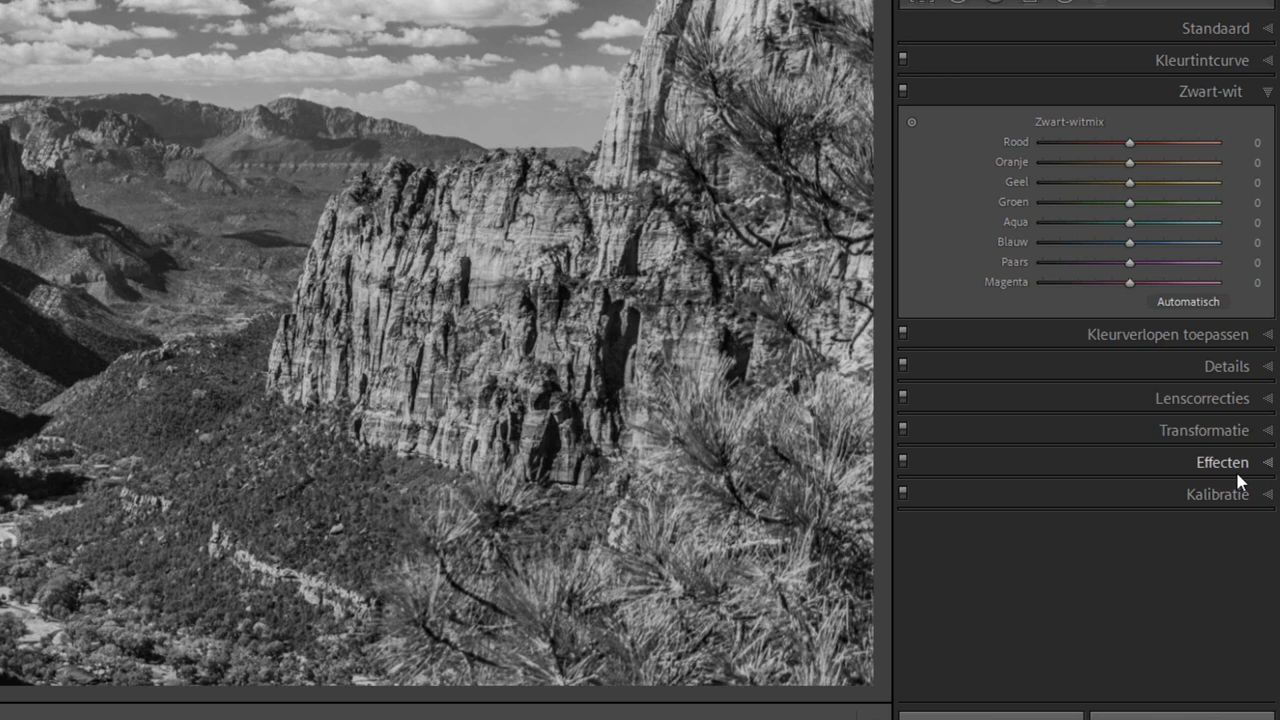 Standaard
Kleurtintcurve
Zwart-wit
Zwart-witmix
Rood 0
Oranje 0
Geel 0
Groen 0
Aqua 0
Blauw 0
Paars 0
Magenta 0
Automatisch
Kleurverlopen toepassen
Details
Lenscorrecties
Transformatie
Effecten
Kalibratie